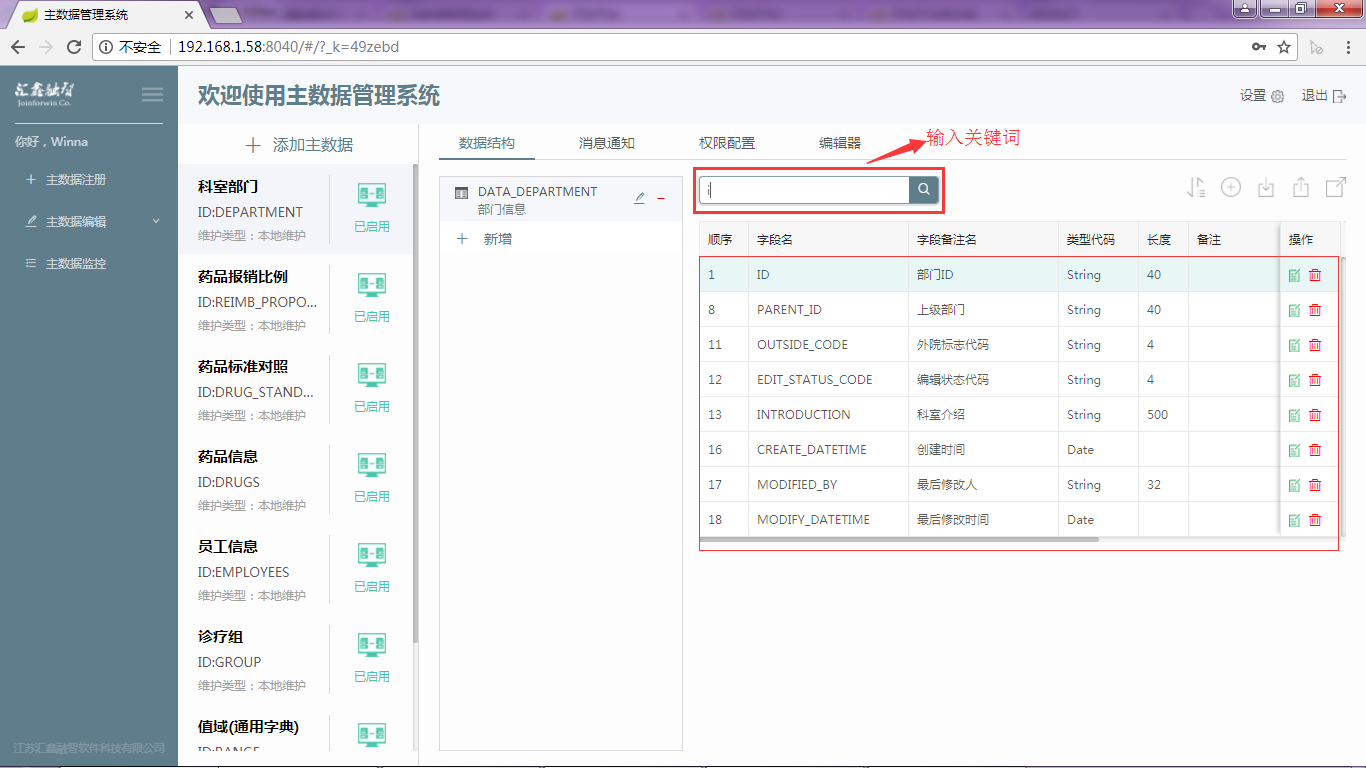 主数据管理系统
不安全 192.168.1.58:8040/#/?_k=49zebd
汇鑫融智
Joinforwin Co.
欢迎使用主数据管理系统
设置 退出
你好，Winna
主数据注册
主数据编辑
主数据监控
江苏汇鑫融智软件科技有限公司
添加主数据
科室部门
ID:DEPARTMENT
维护类型：本地维护
已启用
药品报销比例
ID:REIMB_PROPO...
维护类型：本地维护
已启用
药品标准对照
ID:DRUG_STAND...
维护类型：本地维护
已启用
药品信息
ID:DRUGS
维护类型：本地维护
已启用
员工信息
ID:EMPLOYEES
维护类型：本地维护
已启用
诊疗组
ID:GROUP
维护类型：本地维护
已启用
值域(通用字典)
ID:RANGE
数据结构 消息通知 权限配置 编辑器
输入关键词
DATA_DEPARTMENT
部门信息
新增
i
顺序 字段名 字段备注名 类型代码 长度 备注 操作
1 ID 部门ID String 40
8 PARENT_ID 上级部门 String 40
11 OUTSIDE_CODE 外院标志代码 String 4
12 EDIT_STATUS_CODE 编辑状态代码 String 4
13 INTRODUCTION 科室介绍 String 500
16 CREATE_DATETIME 创建时间 Date
17 MODIFIED_BY 最后修改人 String 32
18 MODIFY_DATETIME 最后修改时间 Date